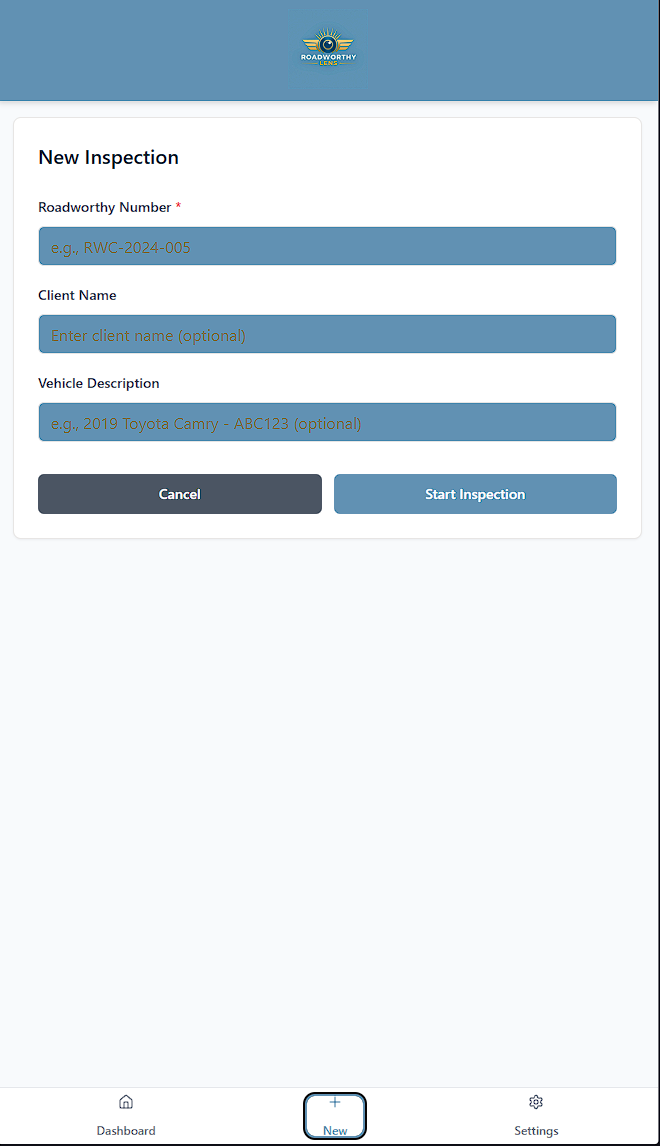 ROADWORTHY
LENS
New Inspection
Roadworthy Number *
e.g., RWC-2024-005
Client Name
Enter client name (optional)
Vehicle Description
e.g., 2019 Toyota Camry - ABC123 (optional)
Cancel
Start Inspection
Dashboard
New
Settings